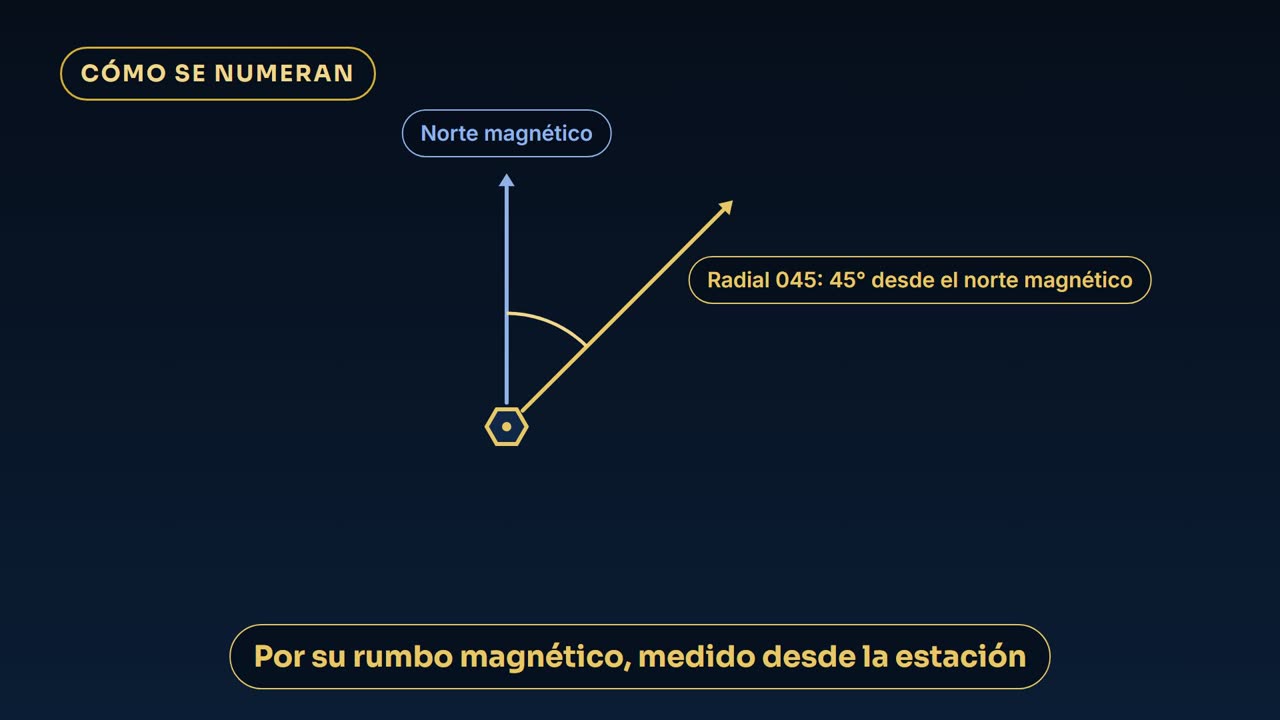 CÓMO SE NUMERAN
Norte magnético
Radial 045: 45° desde el norte magnético
Por su rumbo magnético, medido desde la estación